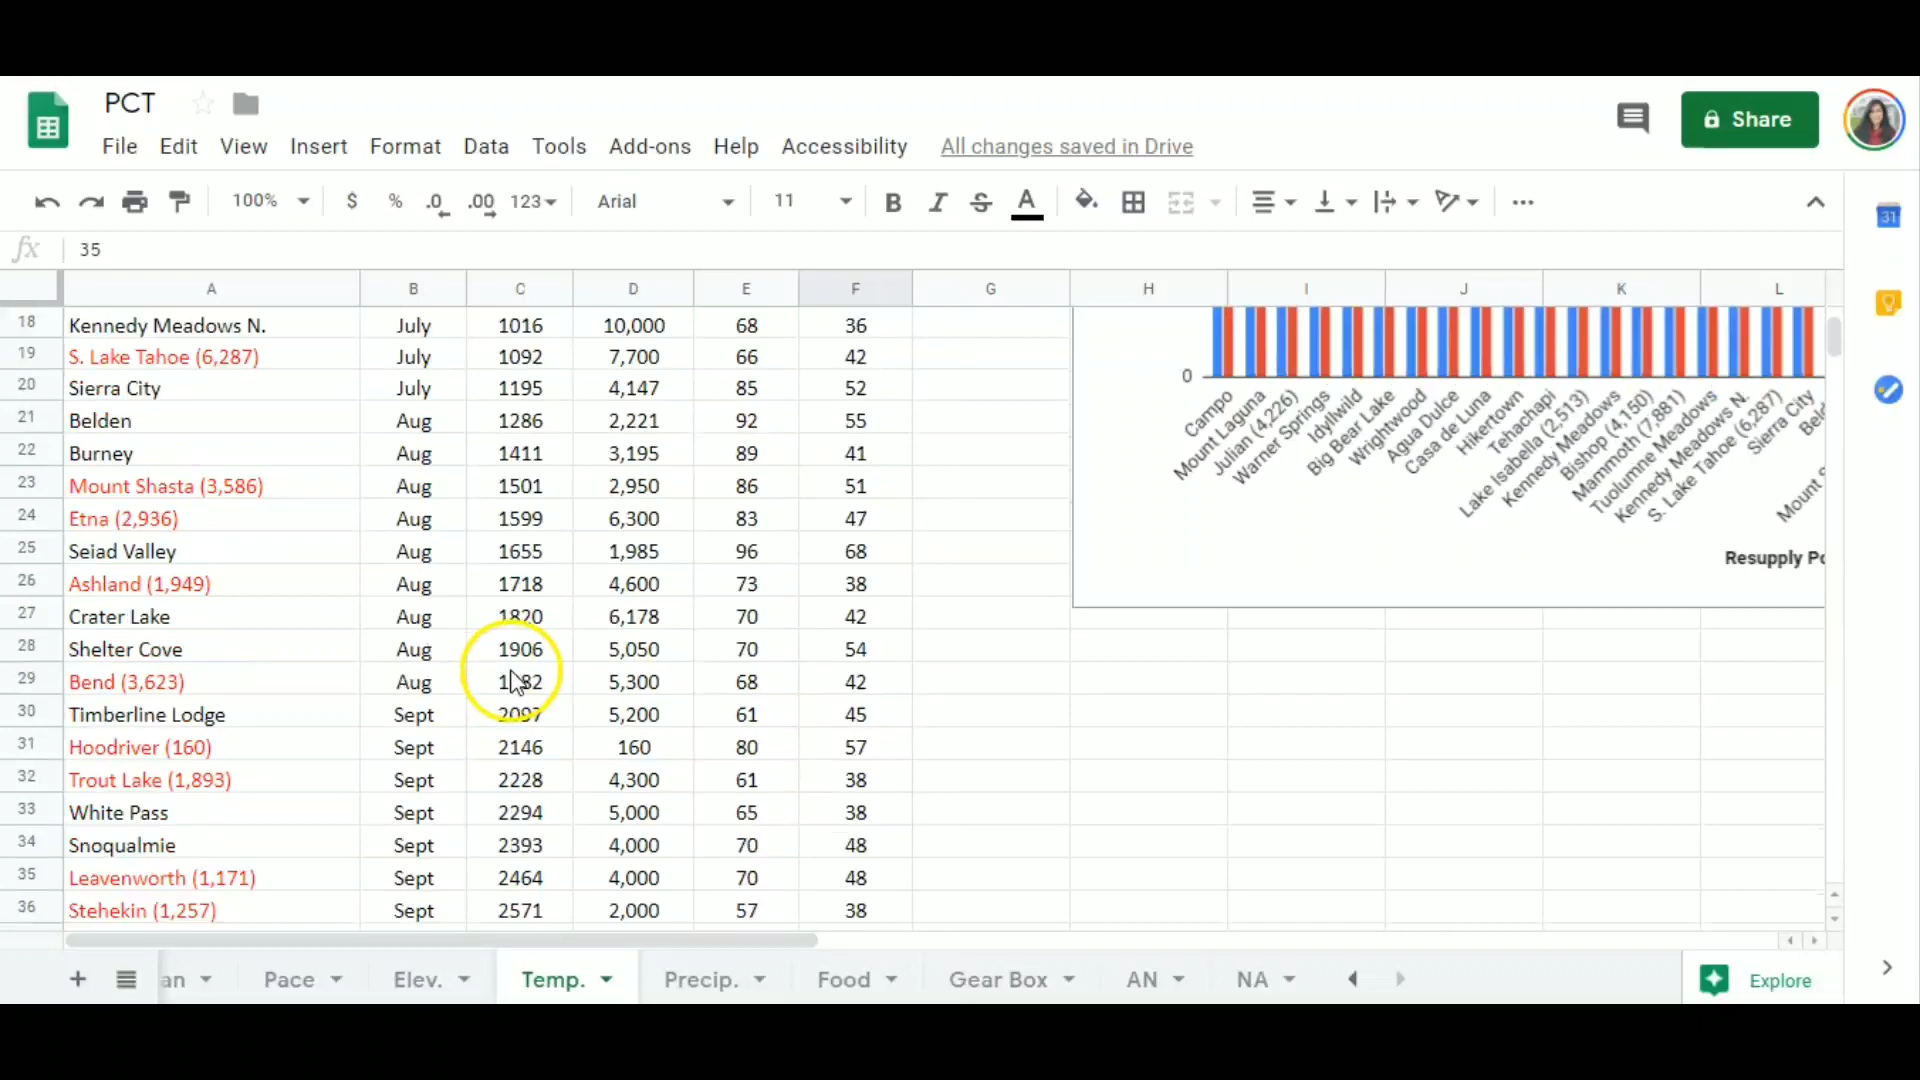 PCT
File Edit View Insert Format Data Tools Add-ons Help Accessibility All changes saved in Drive
Share
100% $ % .0 .00 123 Arial 11 B I S A
31
fx 35
A B C D E F G H I J K L
18 Kennedy Meadows N. July 1016 10,000 68 36
19 S. Lake Tahoe (6,287) July 1092 7,700 66 42
20 Sierra City July 1195 4,147 85 52
21 Belden Aug 1286 2,221 92 55
22 Burney Aug 1411 3,195 89 41
23 Mount Shasta (3,586) Aug 1501 2,950 86 51
24 Etna (2,936) Aug 1599 6,300 83 47
25 Seiad Valley Aug 1655 1,985 96 68
26 Ashland (1,949) Aug 1718 4,600 73 38
27 Crater Lake Aug 1820 6,178 70 42
28 Shelter Cove Aug 1906 5,050 70 54
29 Bend (3,623) Aug 5,300 68 42
30 Timberline Lodge Sept 2097 5,200 61 45
31 Hoodriver (160) Sept 2146 160 80 57
32 Trout Lake (1,893) Sept 2228 4,300 61 38
33 White Pass Sept 2294 5,000 65 38
34 Snoqualmie Sept 2393 4,000 70 48
35 Leavenworth (1,171) Sept 2464 4,000 70 48
36 Stehekin (1,257) Sept 2571 2,000 57 38
0
Campo
Mount Laguna
Julian (4,226)
Warner Springs
Idyllwild
Big Bear Lake
Wrightwood
Agua Dulce
Casa de Luna
Hikertown
Tehachapi
Lake Isabella (2,513)
Kennedy Meadows
Bishop (4,150)
Mammoth (7,881)
Tuolumne Meadows
Kennedy Meadows N.
S. Lake Tahoe (6,287)
Sierra City
Beld
Mount S
Resupply Po
an Pace Elev. Temp. Precip. Food Gear Box AN NA Explore